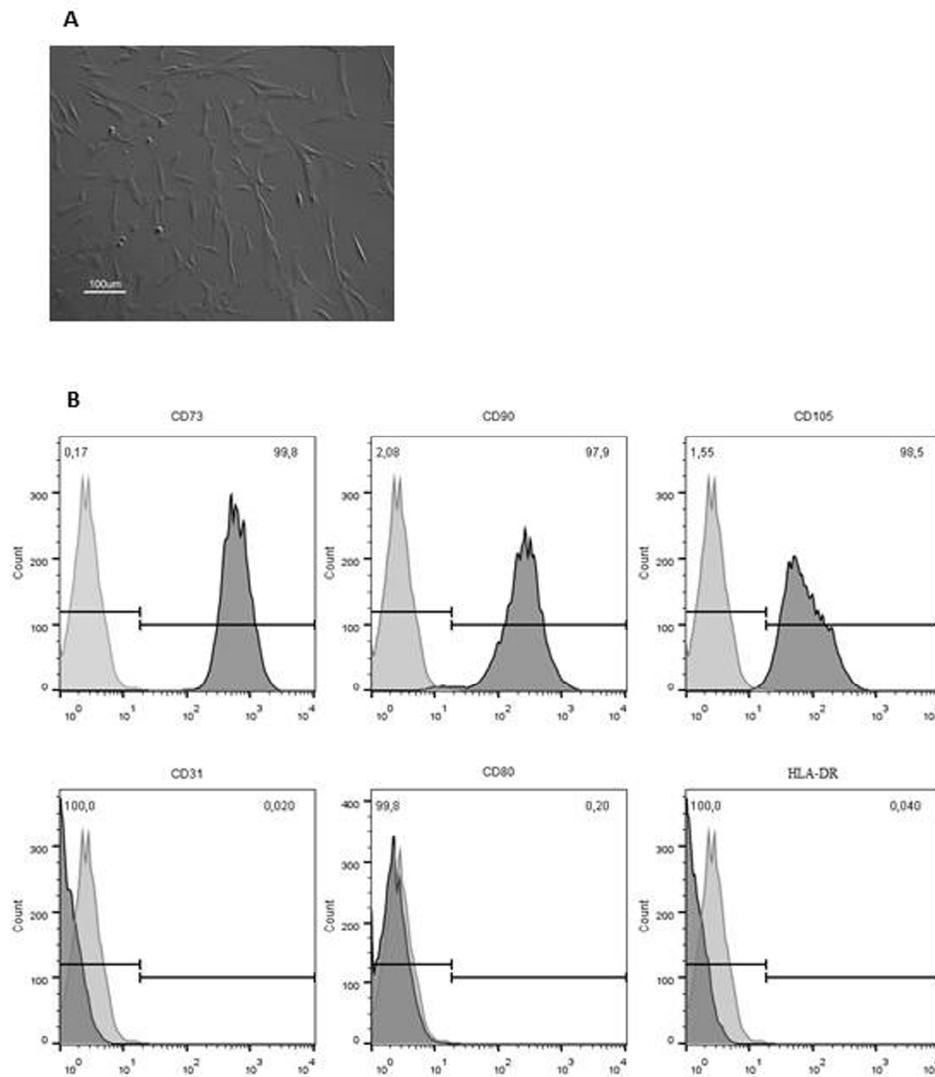 A
100µm
B
CD73 CD90 CD105
0,17 99,8 2,08 97,9 1,55 98,5
300 300 300
200 200 200
100 100 100
0 0 0
Count Count Count
10⁰ 10¹ 10² 10³ 10⁴ 10⁰ 10¹ 10² 10³ 10⁴ 10⁰ 10¹ 10² 10³
CD31 CD80 HLA-DR
100,0 0,020 99,8 0,20 100,0 0,040
400
300 300 300
200 200 200
100 100 100
0 0 0
Count Count Count
10⁰ 10¹ 10² 10³ 10⁴ 10⁰ 10¹ 10² 10³ 10⁴ 10⁰ 10¹ 10² 10³